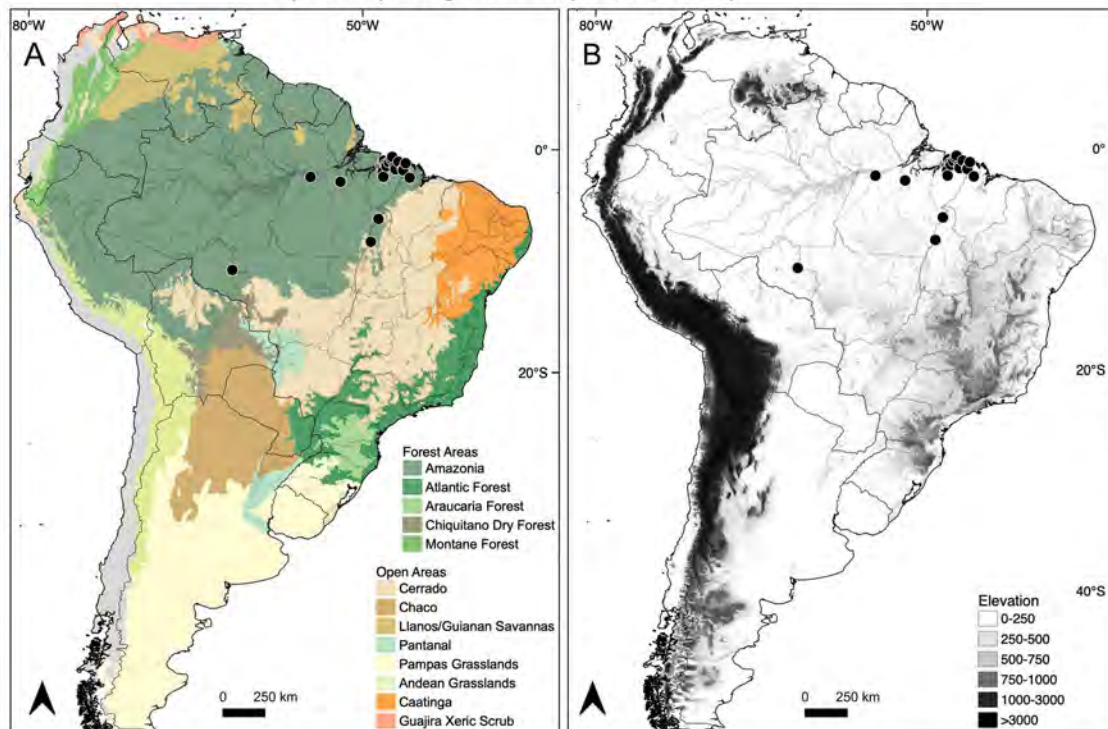 80°W 50°W 80°W 50°W
A B
0° 0°
20°S 20°S
Forest Areas
Amazonia
Atlantic Forest
Araucaria Forest
Chiquitano Dry Forest
Montane Forest
Open Areas
Cerrado
Chaco
Llanos/Guianan Savannas
Pantanal
Pampas Grasslands
Andean Grasslands
Caatinga
Guajira Xeric Scrub
0 250 km
40°S
Elevation
0-250
250-500
500-750
750-1000
1000-3000
>3000
0 250 km